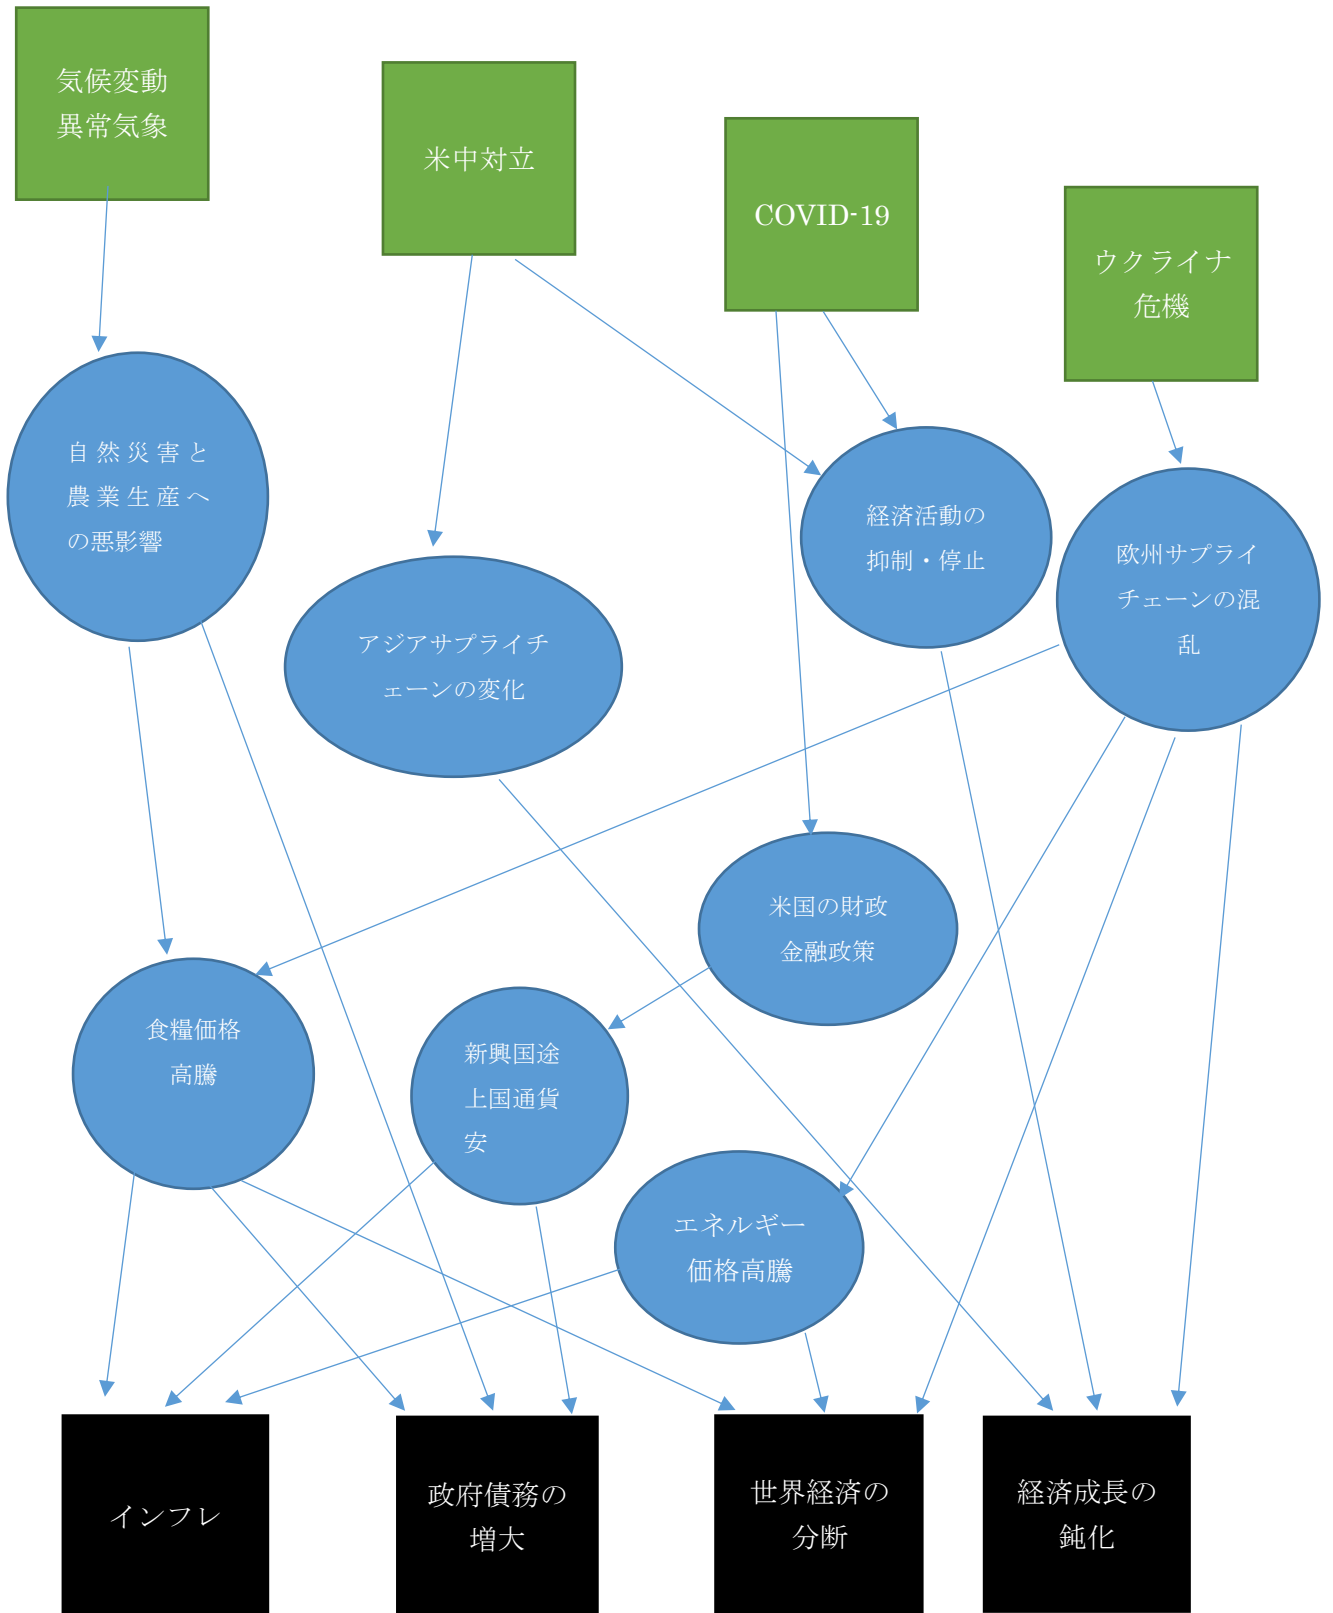 気候変動
異常気象
米中対立
COVID-19
ウクライナ
危機
自然災害と
農業生産へ
の悪影響
経済活動の
抑制・停止
欧州サプライ
チェーンの混
乱
アジアサプライチ
ェーンの変化
米国の財政
金融政策
食糧価格
高騰
新興国途
上国通貨
安
エネルギー
価格高騰
インフレ
政府債務の
増大
世界経済の
分断
経済成長の
鈍化